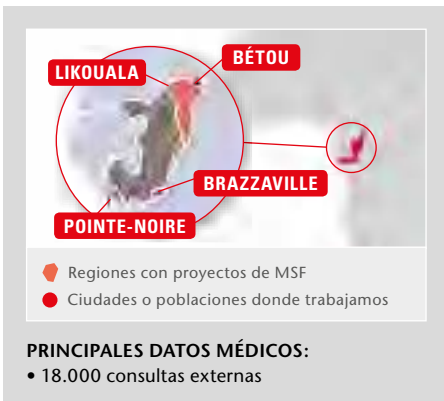 BÉTOU
LIKOUALA
BRAZZAVILLE
POINTE-NOIRE
Regiones con proyectos de MSF
Ciudades o poblaciones donde trabajamos
PRINCIPALES DATOS MÉDICOS:
• 18.000 consultas externas